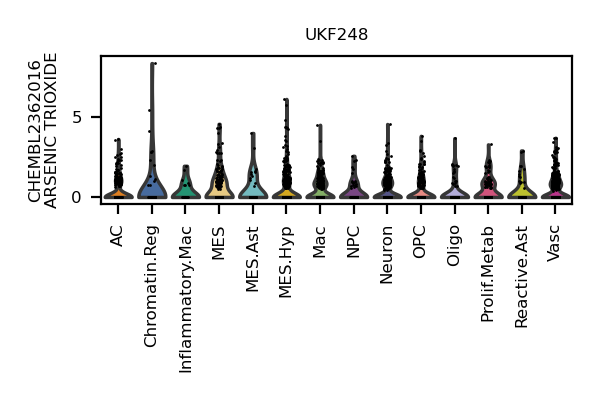 UKF248
CHEMBL2362016
ARSENIC TRIOXIDE
5
0
AC
Chromatin.Reg
Inflammatory.Mac
MES
MES.Ast
MES.Hyp
Mac
NPC
Neuron
OPC
Oligo
Prolif.Metab
Reactive.Ast
Vasc